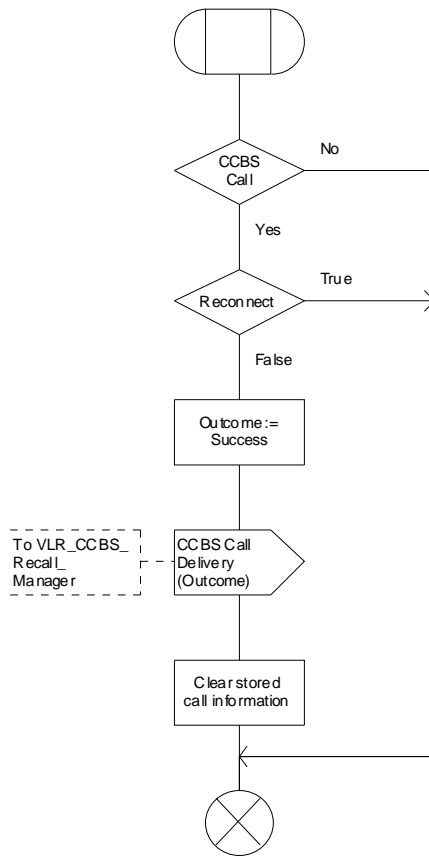 CCBS
Call
No
Yes
Reconnect
True
False
Outcome:=
Success
To VLR_CCBS_
Recall_
Manager
CCBS Call
Delivery
(Outcome)
Clear stored
call information